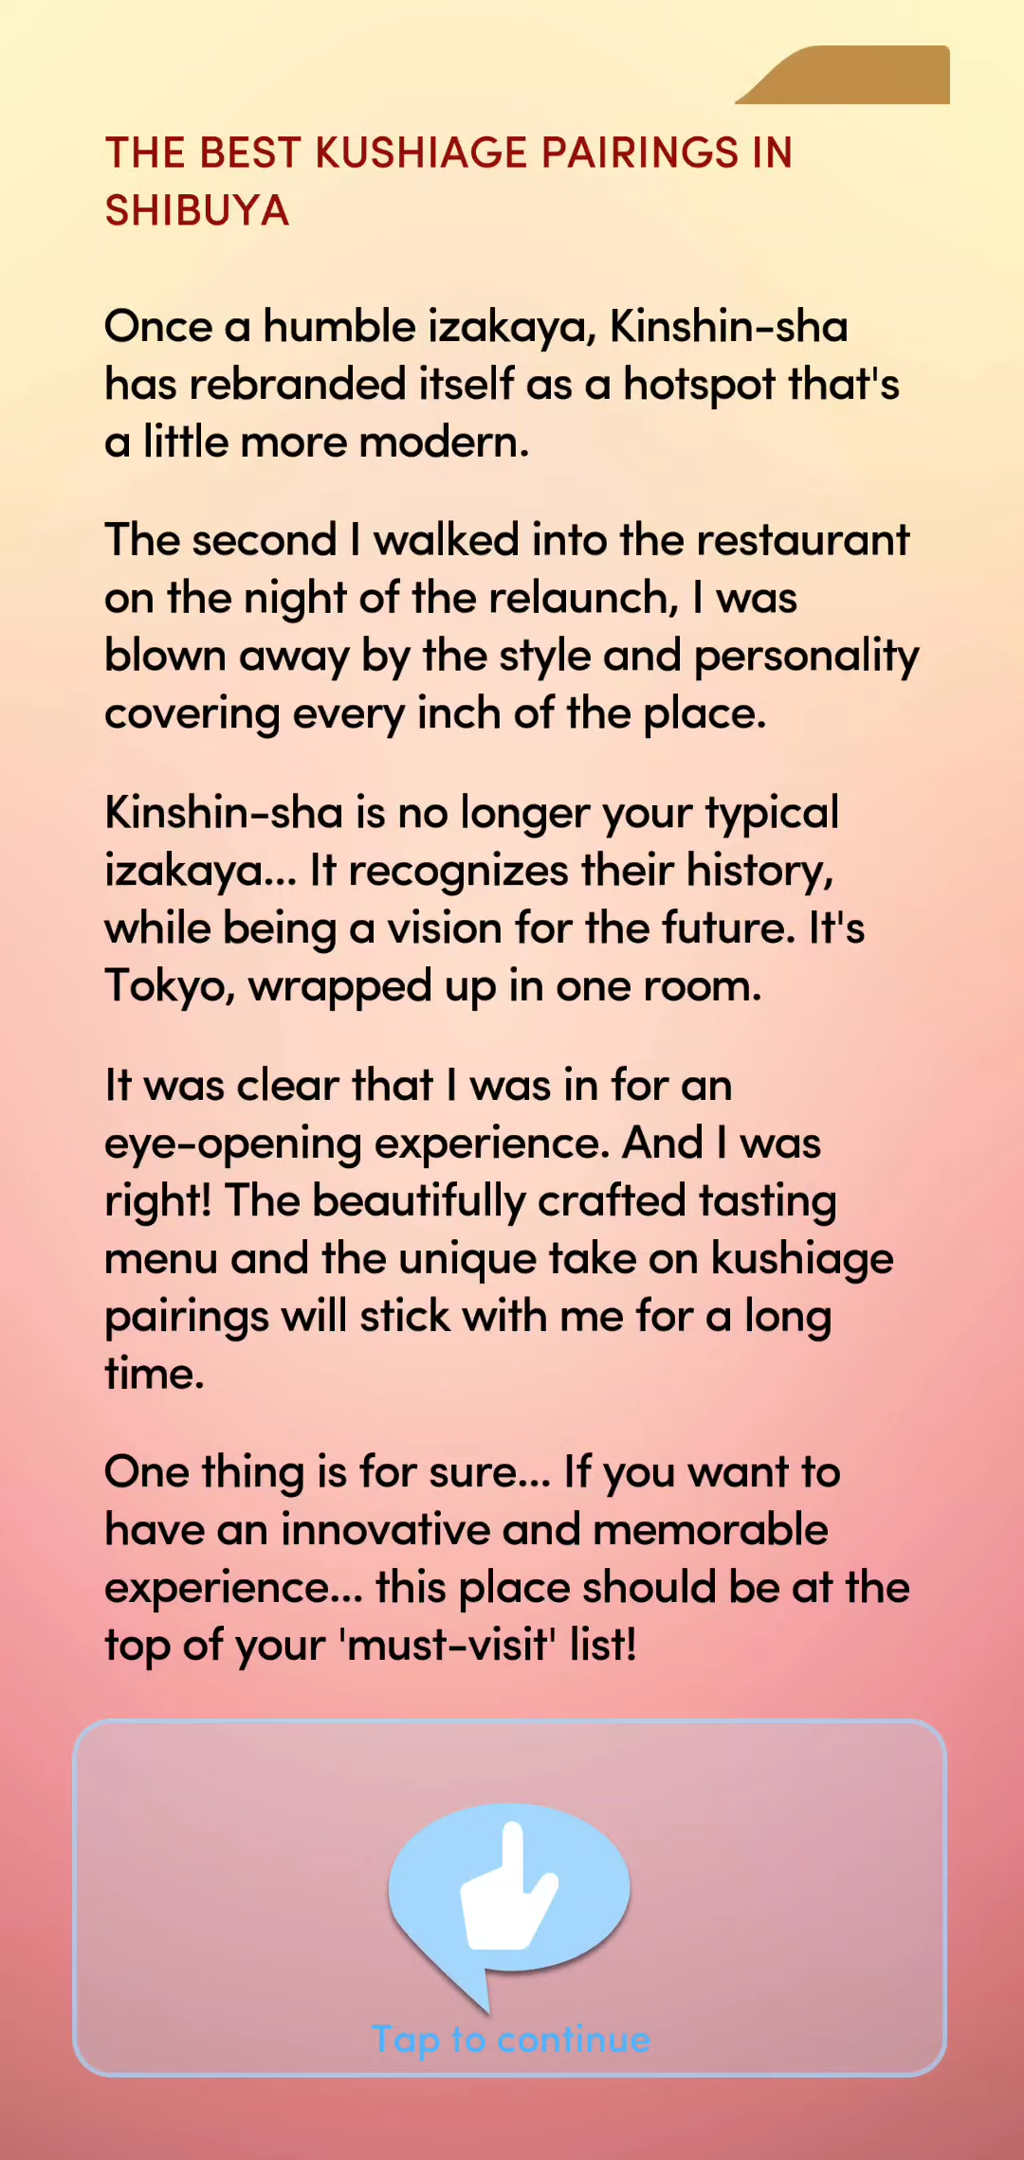 THE BEST KUSHIAGE PAIRINGS IN
SHIBUYA
Once a humble izakaya, Kinshin-sha
has rebranded itself as a hotspot that's
a little more modern.
The second I walked into the restaurant
on the night of the relaunch, I was
blown away by the style and personality
covering every inch of the place.
Kinshin-sha is no longer your typical
izakaya... It recognizes their history,
while being a vision for the future. It's
Tokyo, wrapped up in one room.
It was clear that I was in for an
eye-opening experience. And I was
right! The beautifully crafted tasting
menu and the unique take on kushiage
pairings will stick with me for a long
time.
One thing is for sure... If you want to
have an innovative and memorable
experience... this place should be at the
top of your 'must-visit' list!
Tap to continue